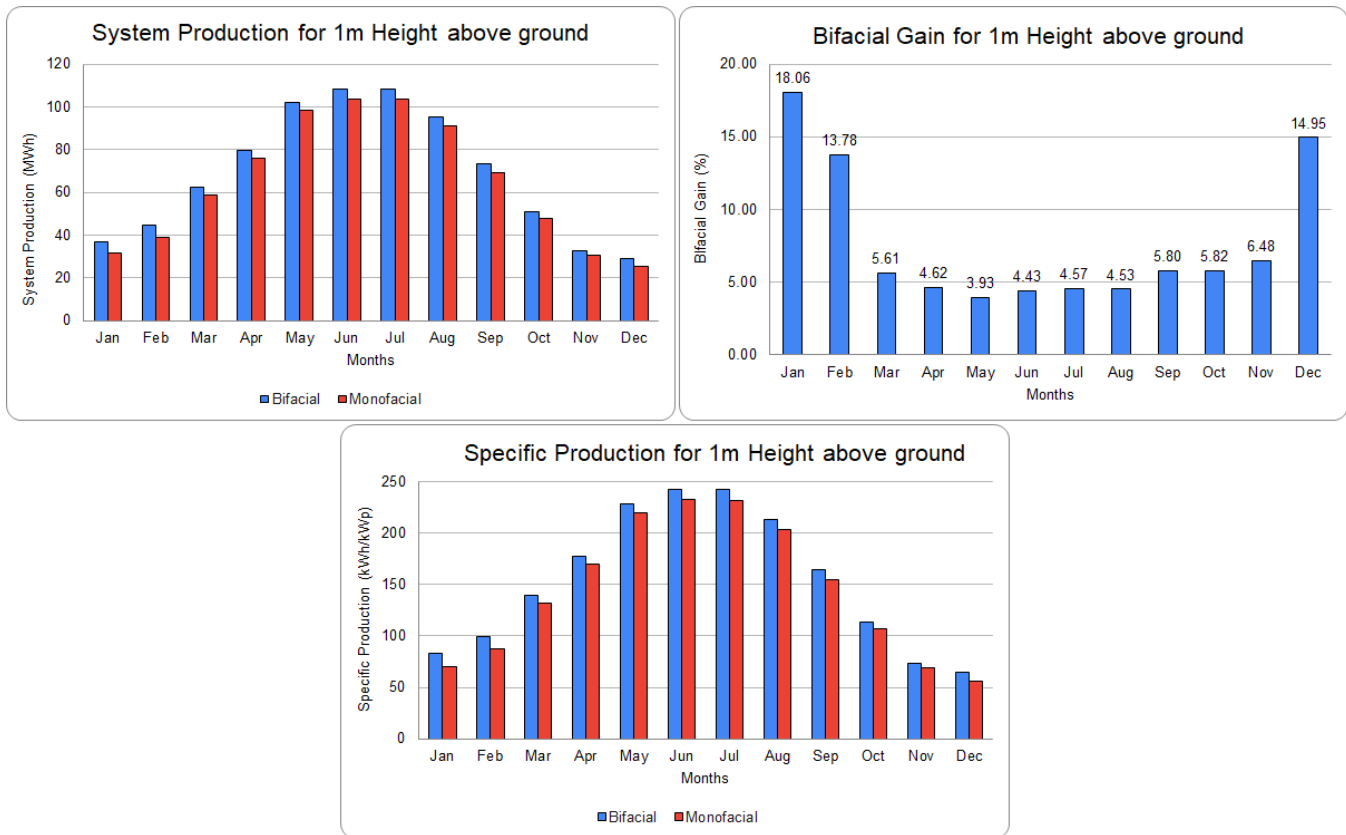 System Production for 1m Height above ground
System Production (MWh)
120
100
80
60
40
20
0
Jan Feb Mar Apr May Jun Jul Aug Sep Oct Nov Dec
Months
Bifacial Monofacial
Bifacial Gain for 1m Height above ground
Bifacial Gain (%)
20.00
15.00
10.00
5.00
0.00
18.06
13.78
5.61
4.62
3.93
4.43
4.57
4.53
5.80
5.82
6.48
14.95
Jan Feb Mar Apr May Jun Jul Aug Sep Oct Nov Dec
Months
Specific Production for 1m Height above ground
Specific Production (kWh/kWp)
250
200
150
100
50
0
Jan Feb Mar Apr May Jun Jul Aug Sep Oct Nov Dec
Months
Bifacial Monofacial